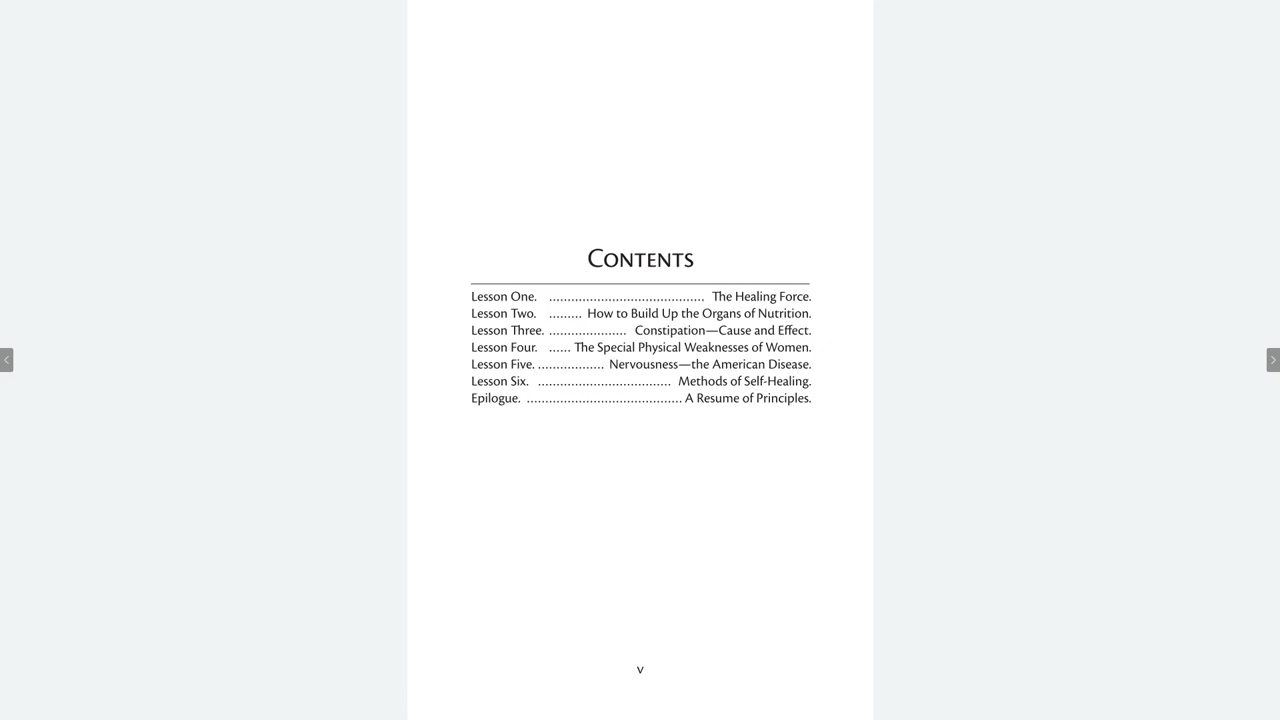 CONTENTS
Lesson One. .......................................... The Healing Force.
Lesson Two. ......... How to Build Up the Organs of Nutrition.
Lesson Three. ..................... Constipation—Cause and Effect.
Lesson Four. ...... The Special Physical Weaknesses of Women.
Lesson Five. .................. Nervousness—the American Disease.
Lesson Six. .................................... Methods of Self-Healing.
Epilogue. .......................................... A Resume of Principles.
v